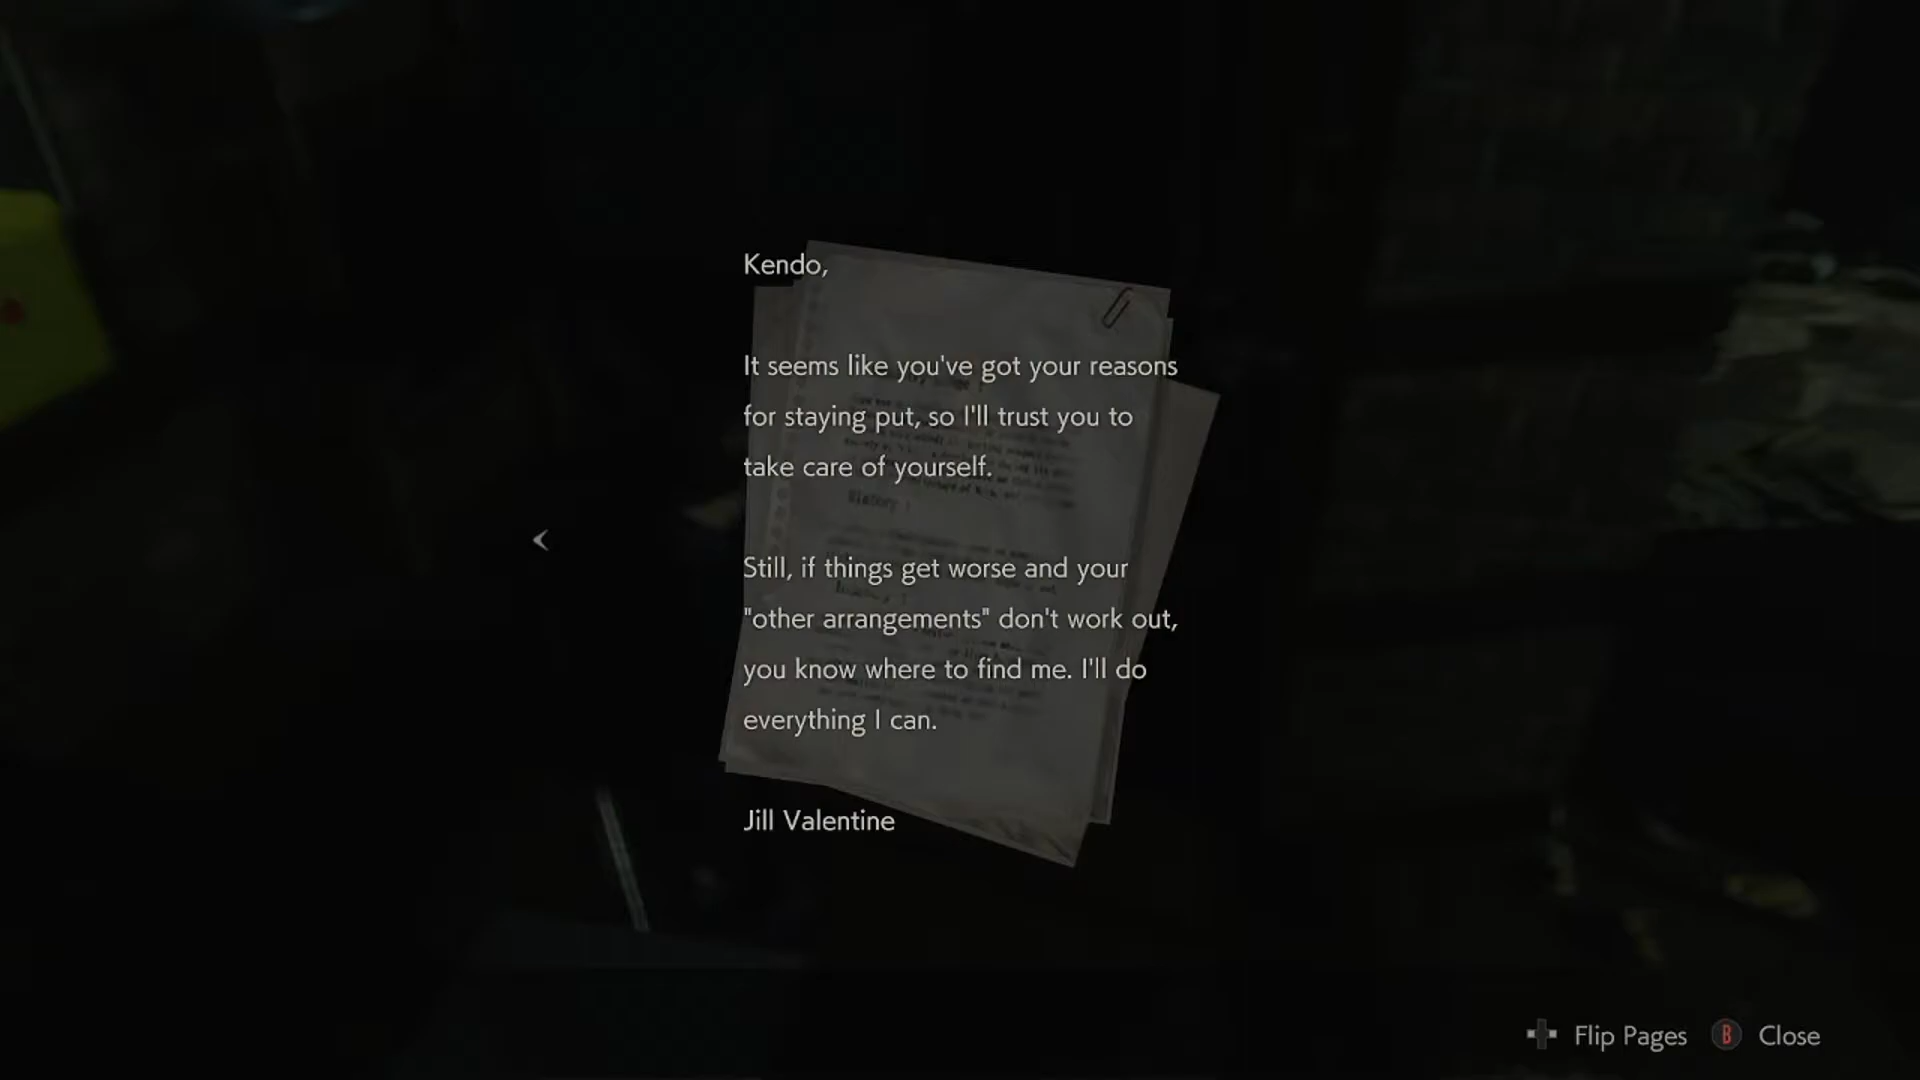 Kendo,
It seems like you've got your reasons
for staying put, so I'll trust you to
take care of yourself.
Still, if things get worse and your
"other arrangements" don't work out,
you know where to find me. I'll do
everything I can.
Jill Valentine
Flip Pages B Close